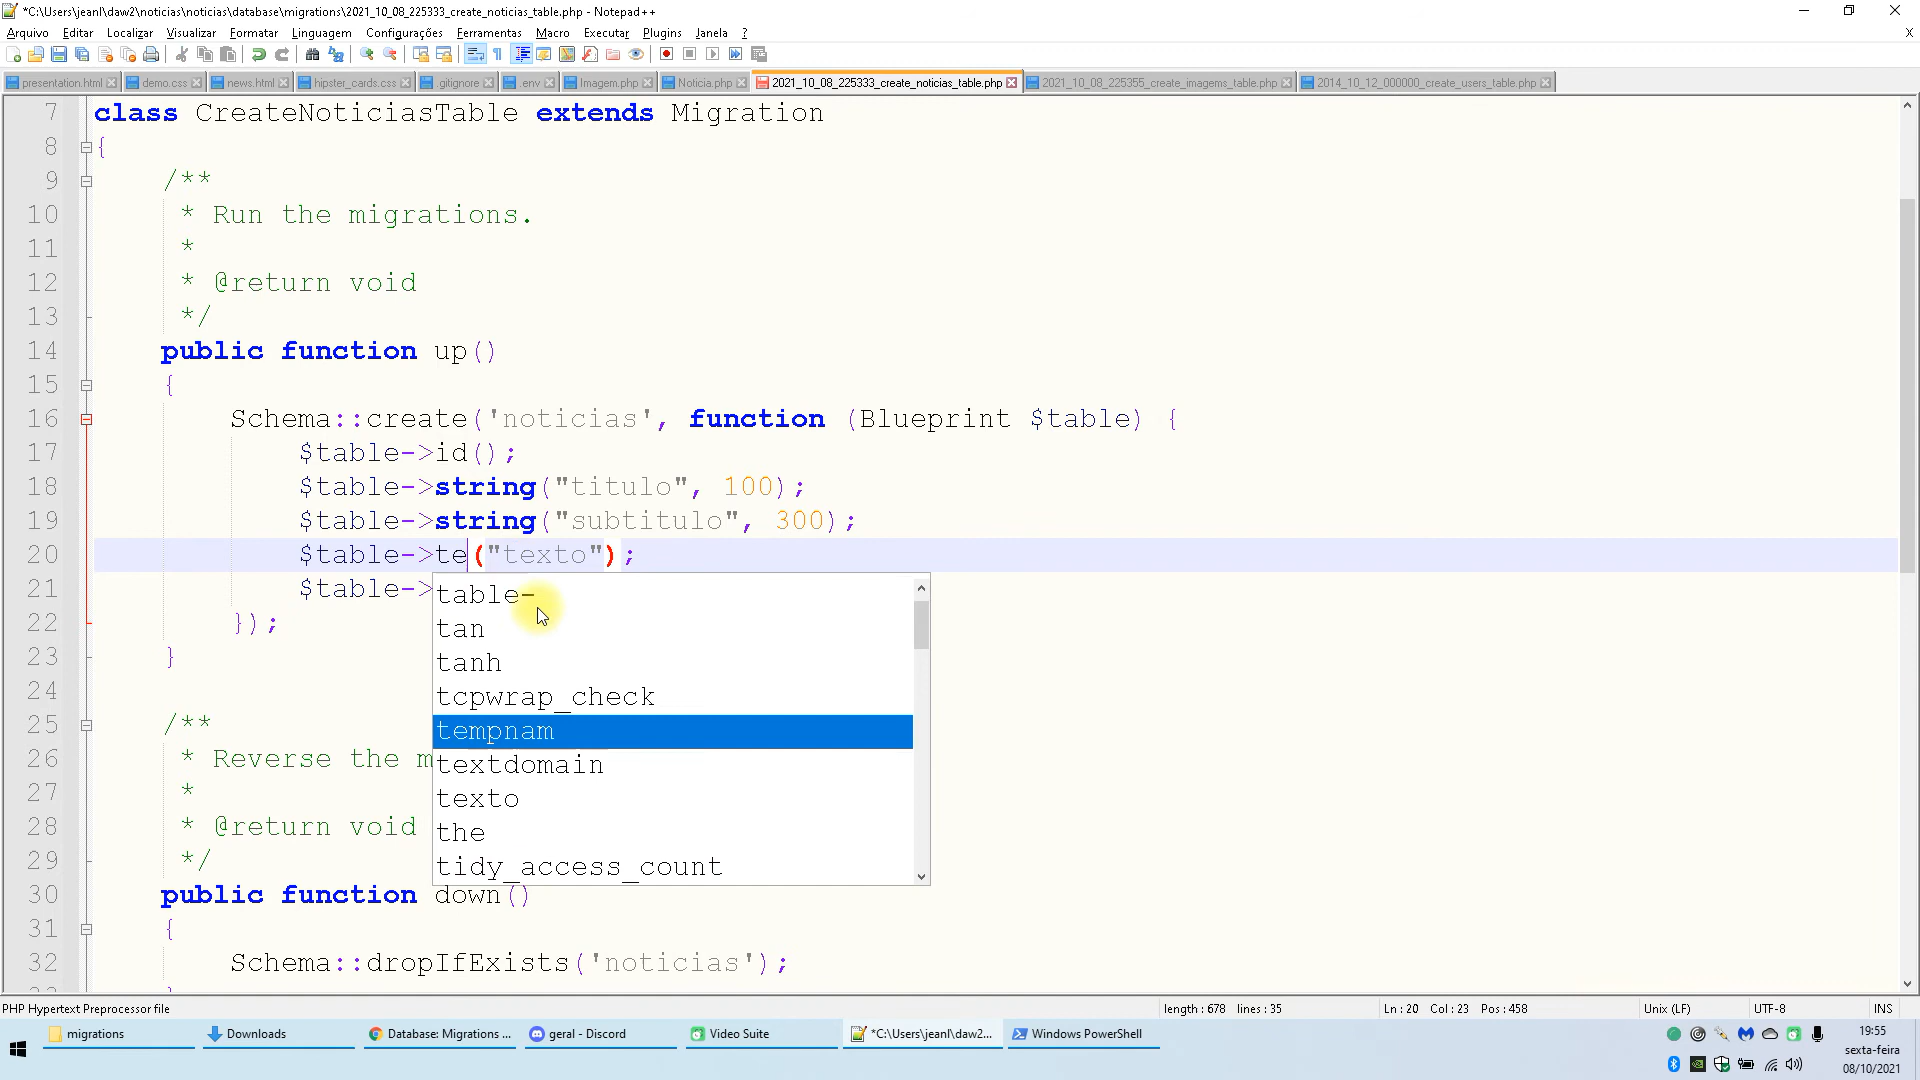 *C:\Users\jeanl\daw2\noticias\noticias\database\migrations\2021_10_08_225333_create_noticias_table.php - Notepad++
Arquivo Editar Localizar Visualizar Formatar Linguagem Configurações Ferramentas Macro Executar Plugins Janela ? X
presentation.html demo.css news.html hipster_cards.css .gitignore .env Imagem.php Noticia.php 2021_10_08_225333_create_noticias_table.php 2021_10_08_225355_create_imagems_table.php 2014_10_12_000000_create_users_table.php
7 class CreateNoticiasTable extends Migration
8 {
9 /**
10 * Run the migrations.
11 *
12 * @return void
13 */
14 public function up()
15 {
16 Schema::create('noticias', function (Blueprint $table) {
17 $table->id();
18 $table->string("titulo", 100);
19 $table->string("subtitulo", 300);
20 $table->te("texto");
21 $table->
22 });
23 }
24
25 /**
26 * Reverse the m
27 *
28 * @return void
29 */
30 public function down()
31 {
32 Schema::dropIfExists('noticias');
table-
tan
tanh
tcpwrap_check
tempnam
textdomain
texto
the
tidy_access_count
PHP Hypertext Preprocessor file length : 678 lines : 35 Ln : 20 Col : 23 Pos : 458 Unix (LF) UTF-8 INS
migrations Downloads Database: Migrations ... geral - Discord Video Suite *C:\Users\jeanl\daw2... Windows PowerShell
19:55
sexta-feira
08/10/2021